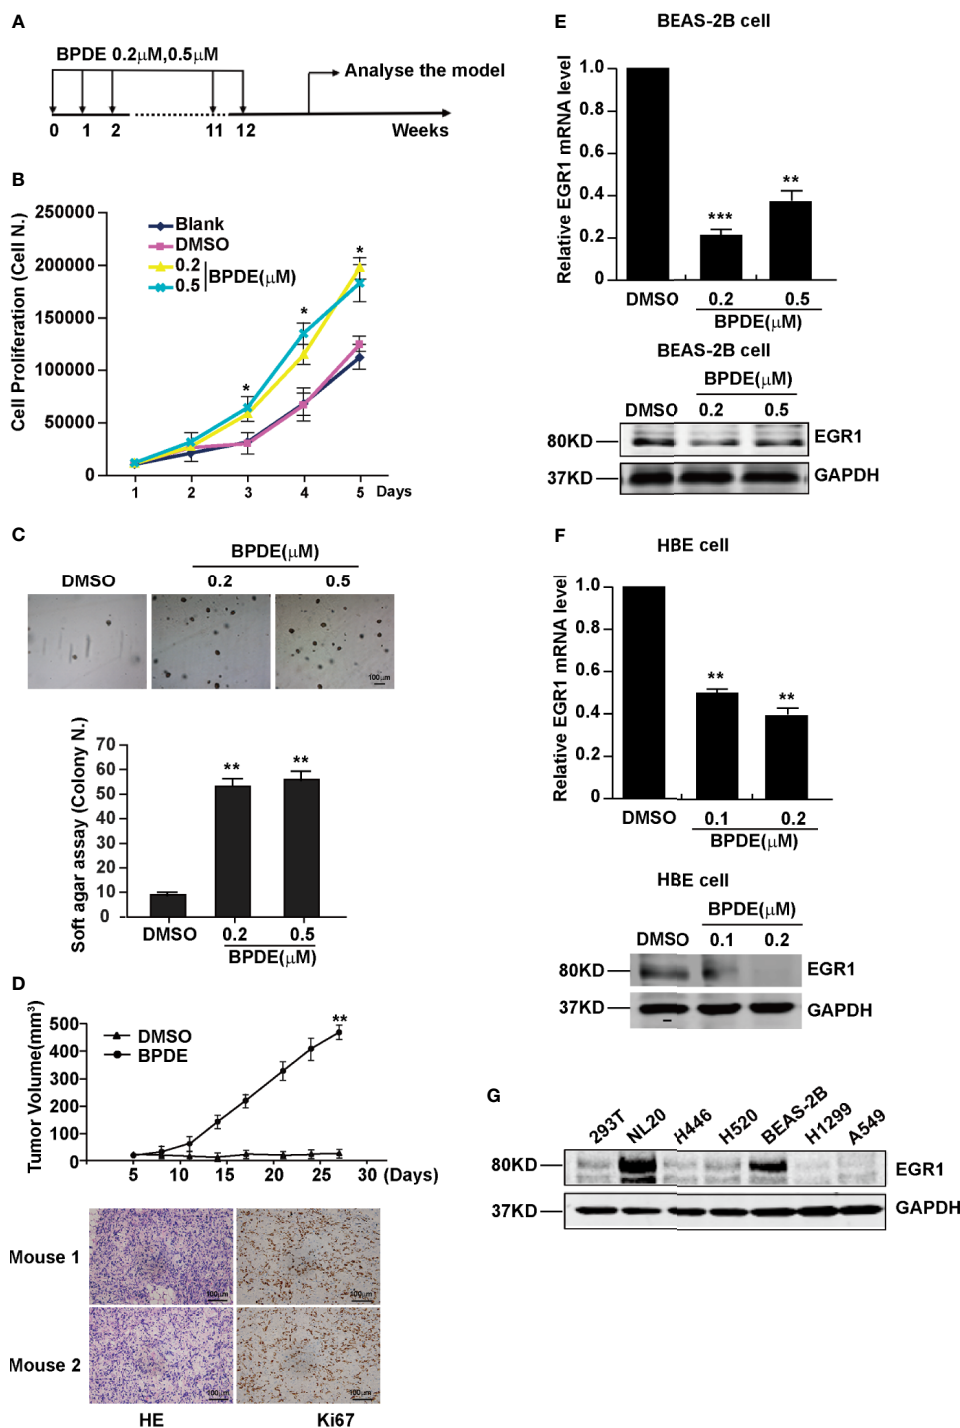 A
BPDE 0.2μM,0.5μM
Analyse the model
0 1 2 11 12 Weeks
B
Cell Proliferation (Cell N.)
250000
200000
150000
100000
50000
0
Blank
DMSO
0.2
0.5
BPDE(μM)
* * *
1 2 3 4 5 Days
C
BPDE(μM)
DMSO 0.2 0.5
100μm
Soft agar assay (Colony N.)
70
60
50
40
30
20
10
0
** **
DMSO 0.2 0.5
BPDE(μM)
D
Tumor Volume(mm³)
500
400
300
200
100
0
DMSO
BPDE
**
5 10 15 20 25 30 (Days)
Mouse 1
100μm 100μm
Mouse 2
100μm 100μm
HE Ki67
E
BEAS-2B cell
Relative EGR1 mRNA level
1.0
0.8
0.6
0.4
0.2
0
*** **
DMSO 0.2 0.5
BPDE(μM)
BEAS-2B cell
BPDE(μM)
DMSO 0.2 0.5
80KD EGR1
37KD GAPDH
F
HBE cell
Relative EGR1 mRNA level
1.0
0.8
0.6
0.4
0.2
0
** **
DMSO 0.1 0.2
BPDE(μM)
HBE cell
BPDE(μM)
DMSO 0.1 0.2
80KD EGR1
37KD GAPDH
G
293T NL20 H446 H520 BEAS-2B H1299 A549
80KD EGR1
37KD GAPDH